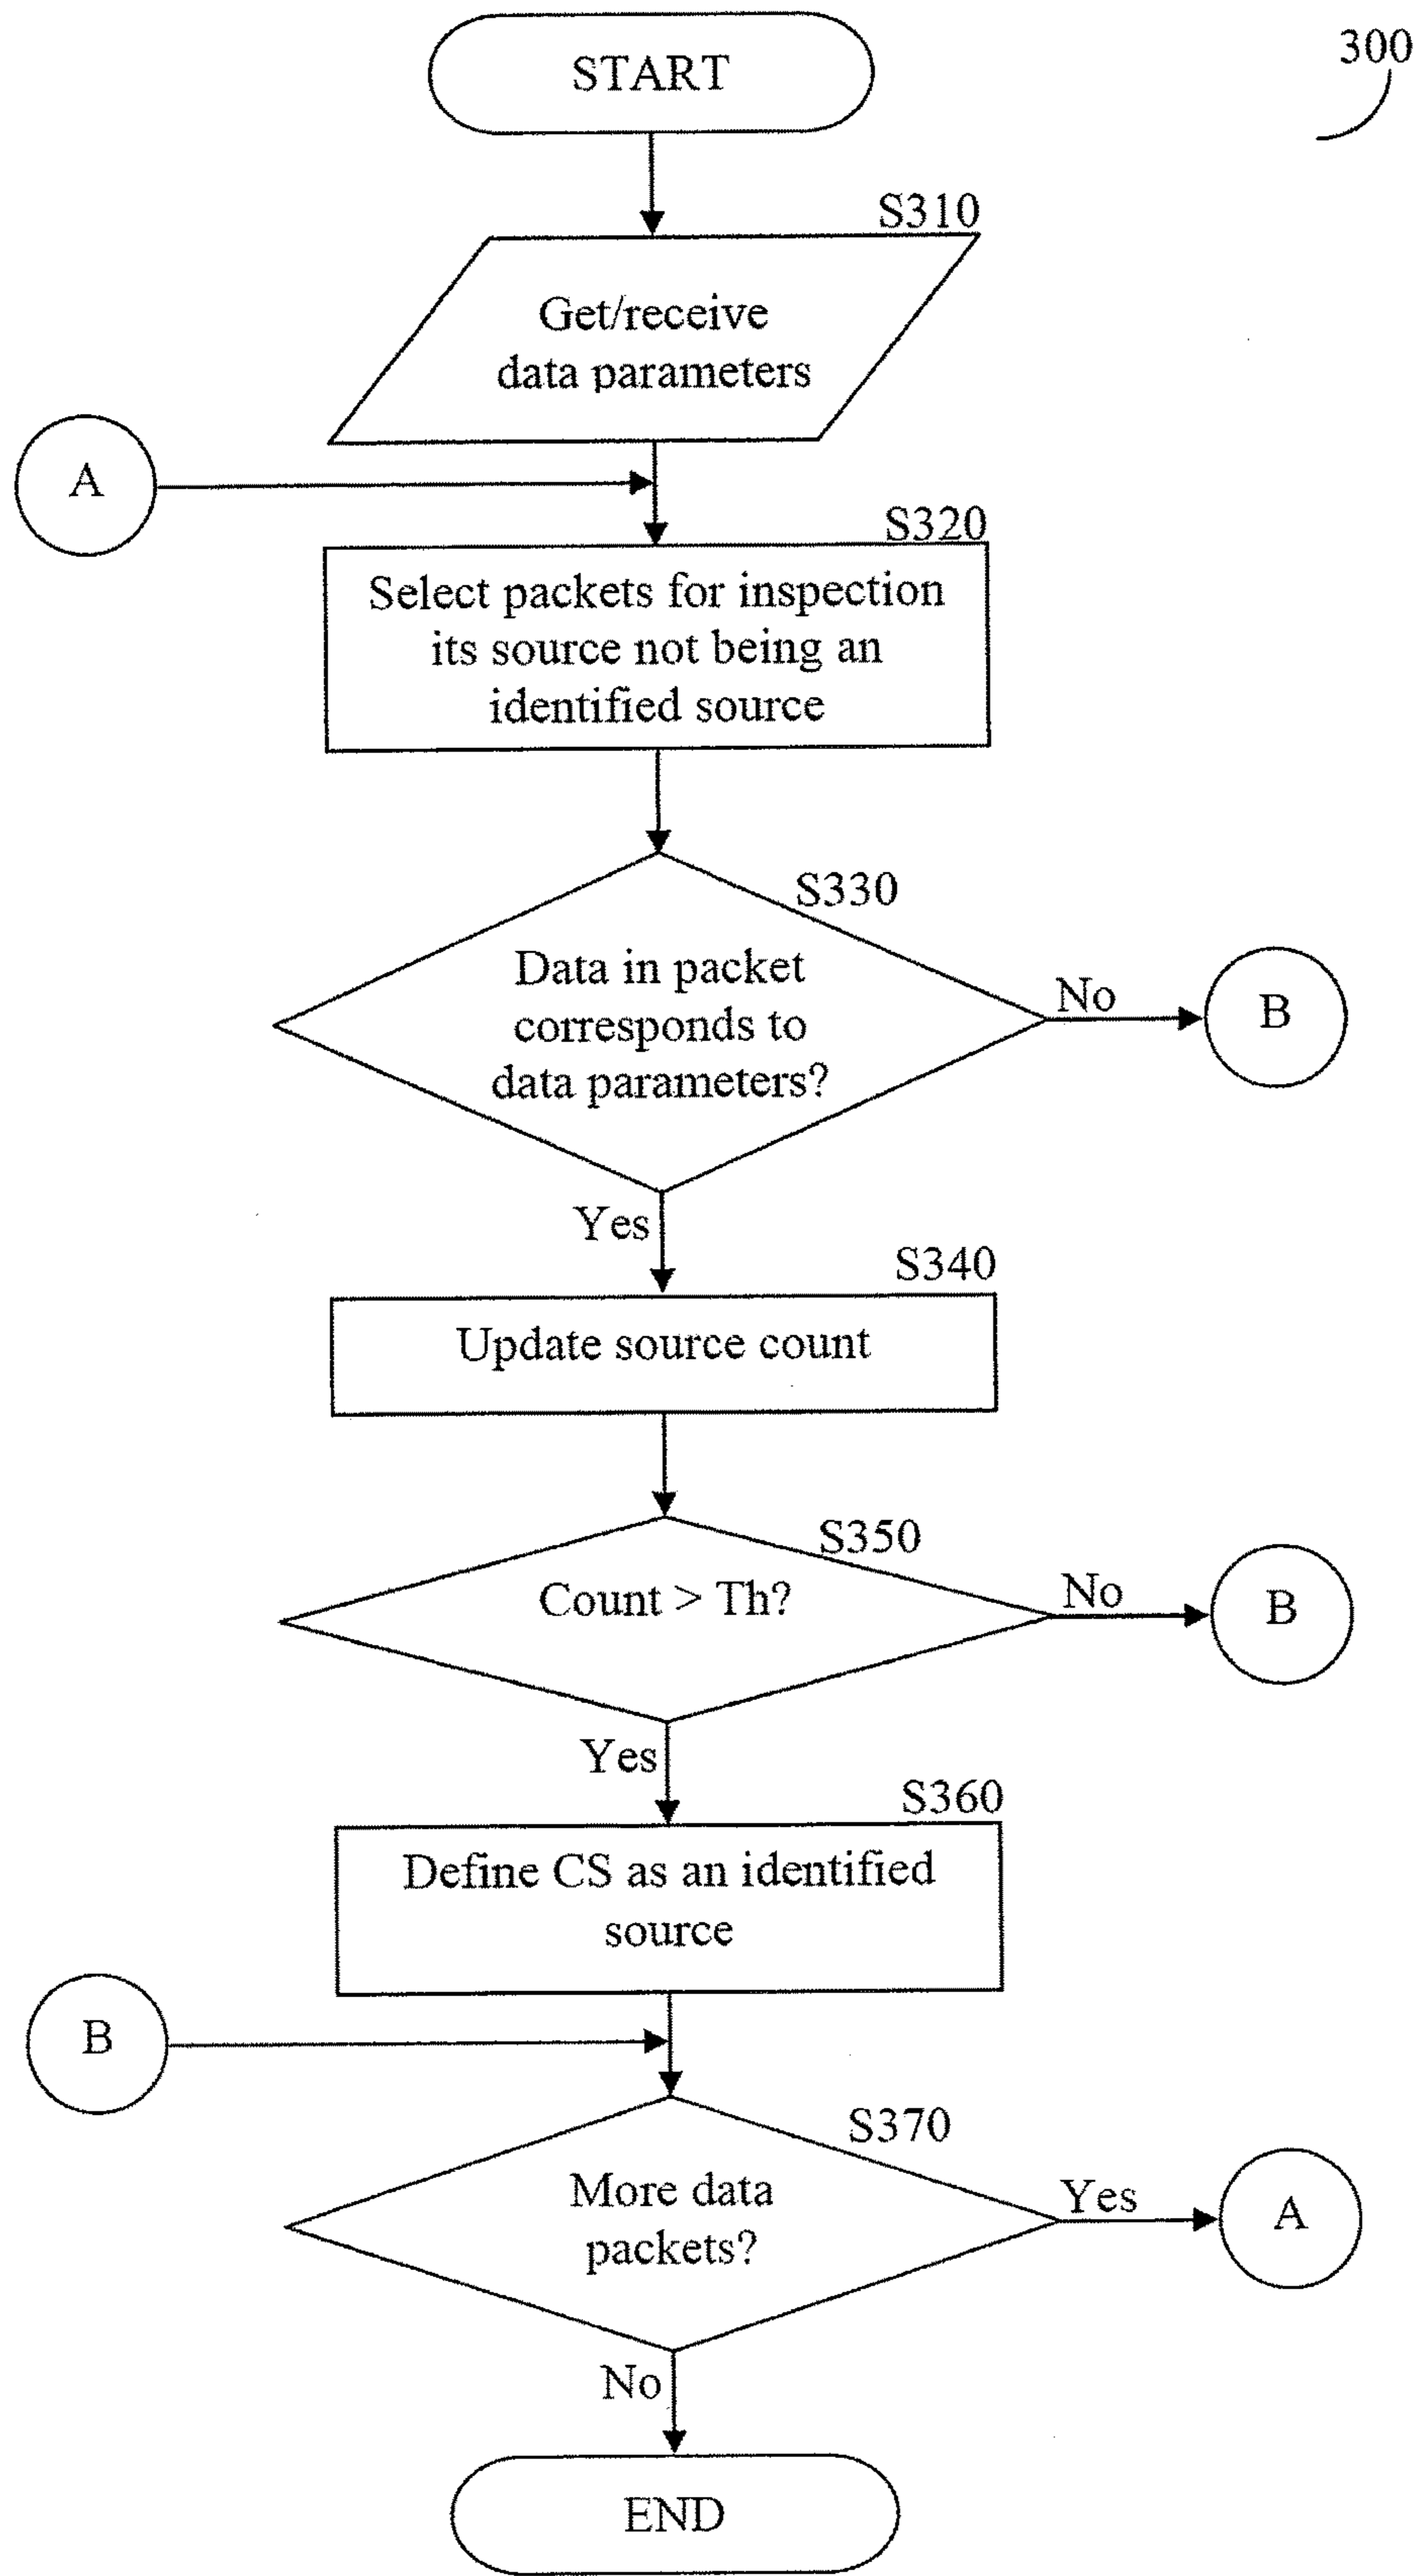 300
START
S310
Get/receive
data parameters
A
S320
Select packets for inspection
its source not being an
identified source
S330
Data in packet
corresponds to
data parameters?
No
B
Yes
S340
Update source count
S350
Count > Th?
No
B
Yes
S360
Define CS as an identified
source
B
S370
More data
packets?
Yes
A
No
END